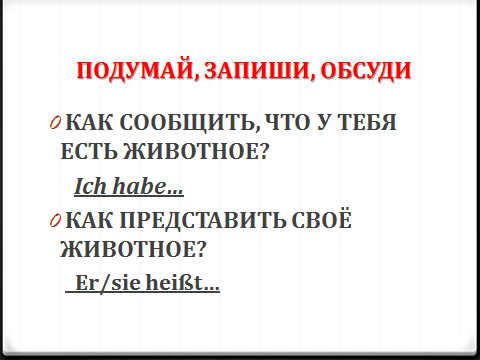 ПОДУМАЙ, ЗАПИШИ, ОБСУДИ
КАК СООБЩИТЬ, ЧТО У ТЕБЯ
ЕСТЬ ЖИВОТНОЕ?
Ich habe...
КАК ПРЕДСТАВИТЬ СВОЁ
ЖИВОТНОЕ?
Er/sie heißt...